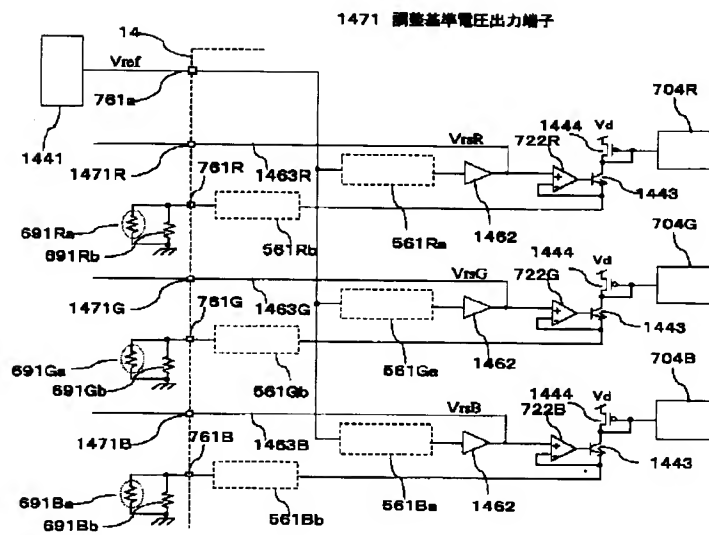 1471 調整基準電圧出力端子
14
Vref
761a
1441
704R
1444
Vd
722R
VrsR
1471R
761R
1463R
1443
691Ra
691Rb
561Rb
561Ra
1462
704G
1444
Vd
722G
VrsG
1471G
761G
1463G
1443
691Ga
691Gb
561Gb
561Ga
1462
704B
1444
Vd
722B
VrsB
1471B
761B
1463B
1443
691Ba
691Bb
561Bb
561Ba
1462